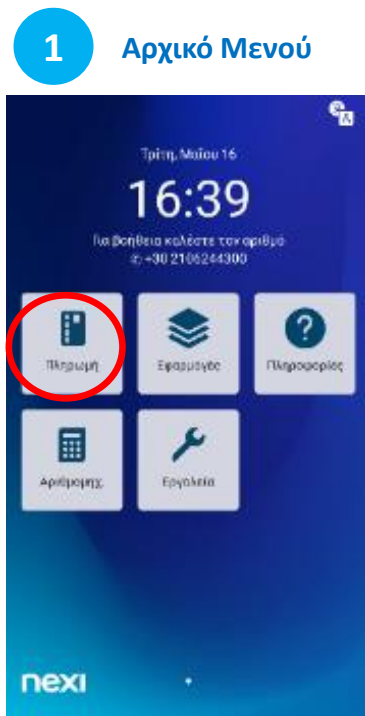 1 Αρχικό Μενού
Τρίτη, Μαΐου 16
16:39
Για βοήθεια καλέστε τον αριθμό
✆ +30 2106244300
Πληρωμή Εφαρμογές Πληροφορίες
Αριθμομηχ. Εργαλεία
nexi